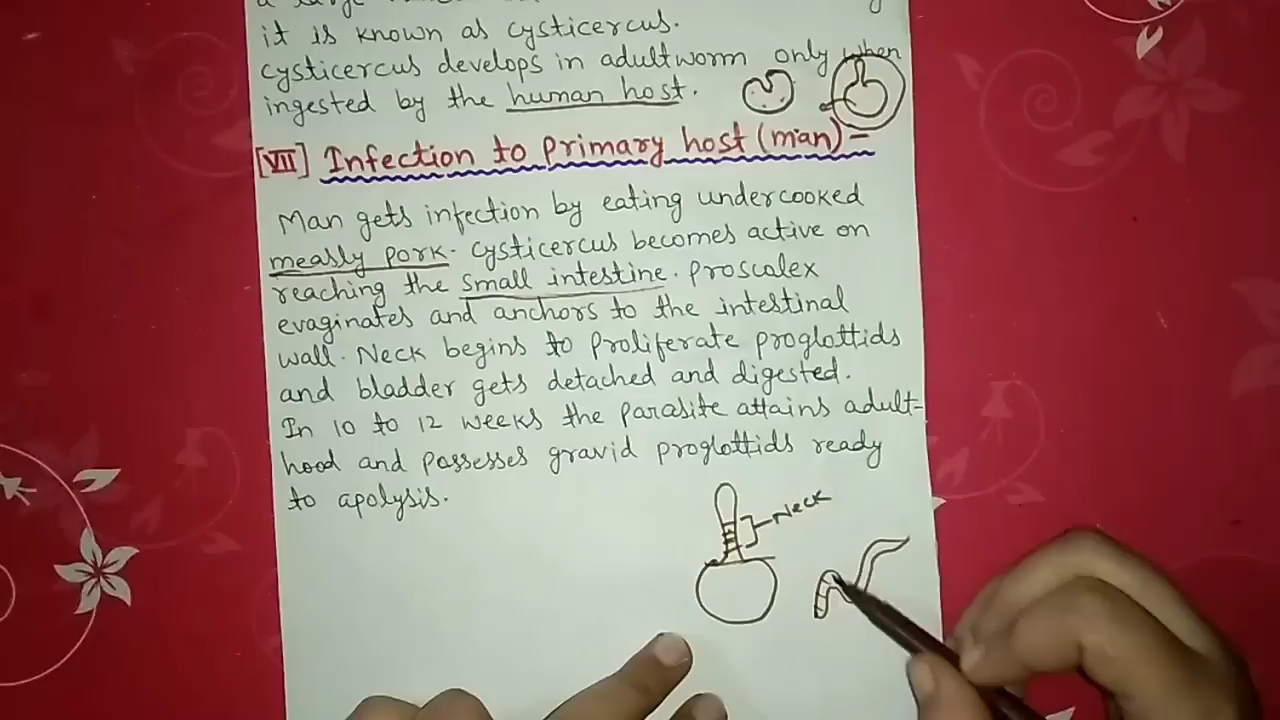 a large
it is known as cysticercus.
cysticercus develops in adultworm only when
ingested by the human host.
[VII] Infection to primary host (man)-
Man gets infection by eating undercooked
measly pork. cysticercus becomes active on
reaching the small intestine. proscolex
evaginates and anchors to the intestinal
wall. Neck begins to proliferate proglottids
and bladder gets detached and digested.
In 10 to 12 weeks the parasite attains adult-
hood and possesses gravid proglottids ready
to apolysis.
Neck